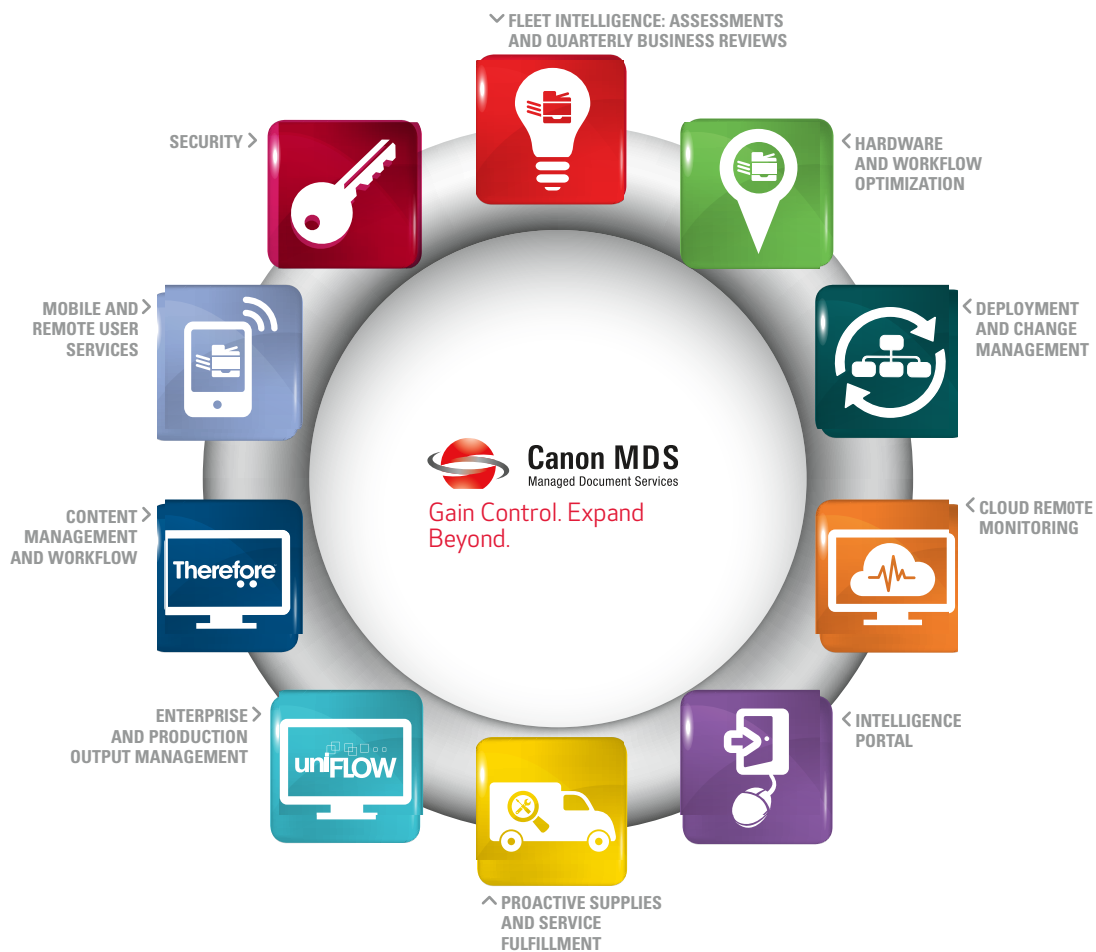 FLEET INTELLIGENCE: ASSESSMENTS
AND QUARTERLY BUSINESS REVIEWS
SECURITY
HARDWARE
AND WORKFLOW
OPTIMIZATION
MOBILE AND
REMOTE USER
SERVICES
DEPLOYMENT
AND CHANGE
MANAGEMENT
Canon MDS
Managed Document Services
Gain Control. Expand
Beyond.
CONTENT
MANAGEMENT
AND WORKFLOW
Therefore
CLOUD REMOTE
MONITORING
ENTERPRISE
AND PRODUCTION
OUTPUT MANAGEMENT
uniFLOW
INTELLIGENCE
PORTAL
PROACTIVE SUPPLIES
AND SERVICE
FULFILLMENT